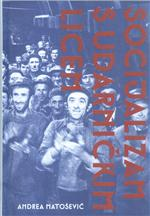 SOCIJALIZAM
S UDARNIČKIM
LICEM
ANDREA MATOŠEVIĆ